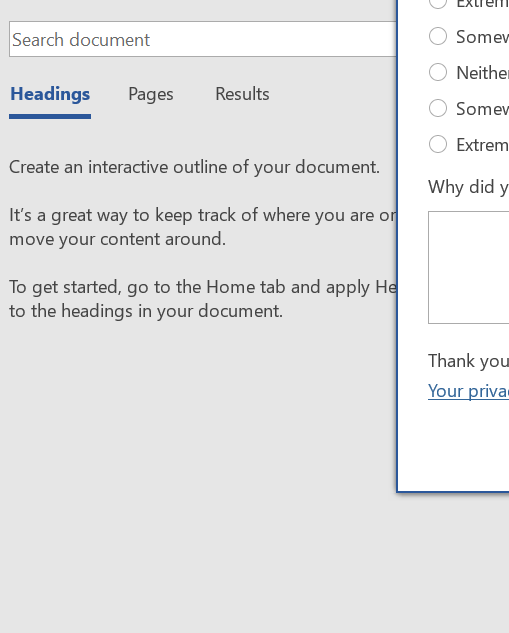 Search document
Headings Pages Results
Create an interactive outline of your document.
It's a great way to keep track of where you are or
move your content around.
To get started, go to the Home tab and apply He
to the headings in your document.
Extrem
Somew
Neither
Somew
Extrem
Why did y
Thank you
Your privac